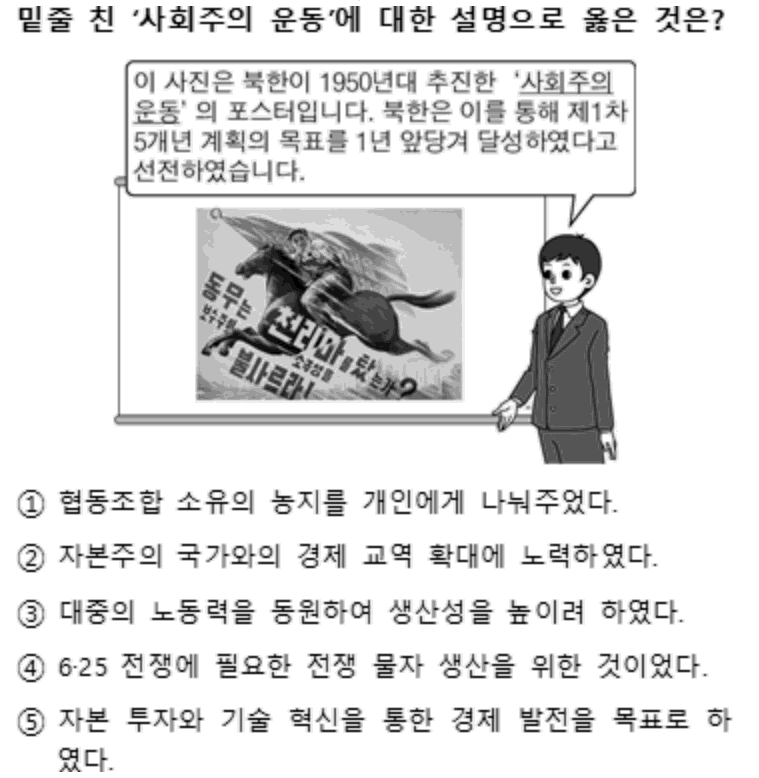 밑줄 친 ‘사회주의 운동’에 대한 설명으로 옳은 것은?
이 사진은 북한이 1950년대 추진한 ‘사회주의
운동’의 포스터입니다. 북한은 이를 통해 제1차
5개년 계획의 목표를 1년 앞당겨 달성하였다고
선전하였습니다.
동무는
천리마를 탔는가?
보수주의
소극성을
불사르라!
① 협동조합 소유의 농지를 개인에게 나눠주었다.
② 자본주의 국가와의 경제 교역 확대에 노력하였다.
③ 대중의 노동력을 동원하여 생산성을 높이려 하였다.
④ 6·25 전쟁에 필요한 전쟁 물자 생산을 위한 것이었다.
⑤ 자본 투자와 기술 혁신을 통한 경제 발전을 목표로 하
였다.